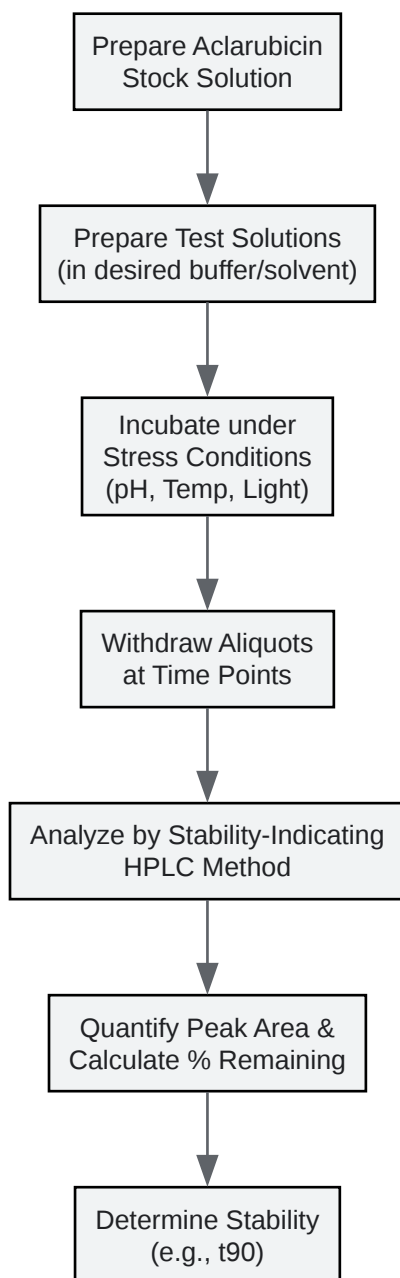 Prepare Aclarubicin
Stock Solution
Prepare Test Solutions
(in desired buffer/solvent)
Incubate under
Stress Conditions
(pH, Temp, Light)
Withdraw Aliquots
at Time Points
Analyze by Stability-Indicating
HPLC Method
Quantify Peak Area &
Calculate % Remaining
Determine Stability
(e.g., t90)